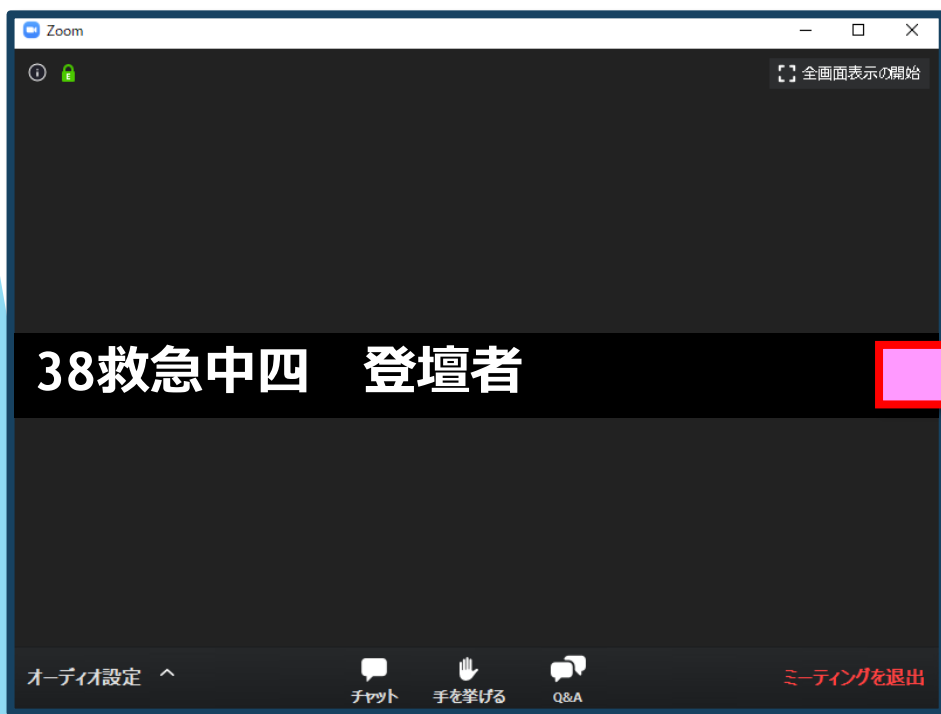 Zoom
全画面表示の開始
38救急中四　登壇者
オーディオ設定
チャット
手を挙げる
Q&A
ミーティングを退出